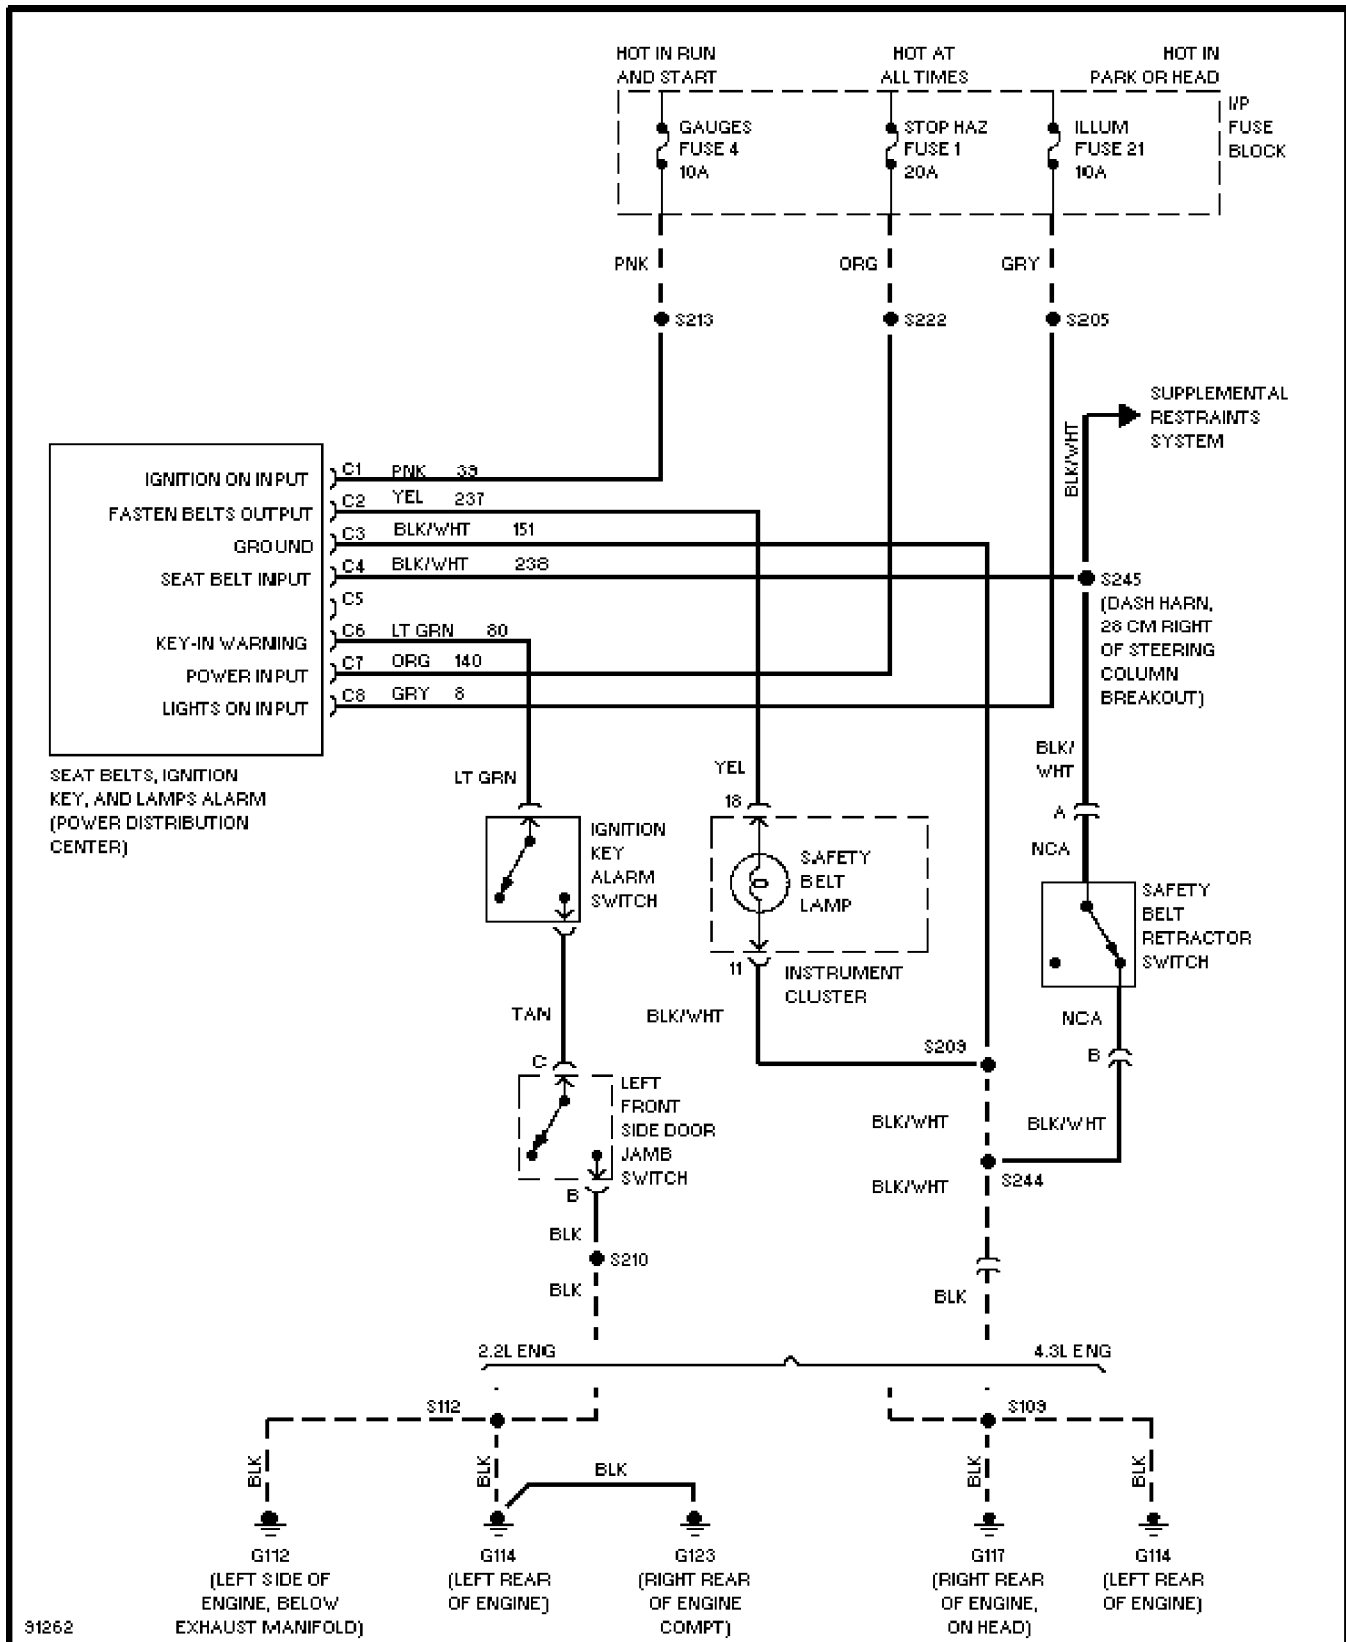 HOT IN RUN
AND START
HOT AT
ALL TIMES
HOT IN
PARK OR HEAD
GAUGES
FUSE 4
10A
STOP HAZ
FUSE 1
20A
ILLUM
FUSE 21
10A
I/P
FUSE
BLOCK
PNK
ORG
GRY
S213
S222
S205
SUPPLEMENTAL
RESTRAINTS
SYSTEM
BLK/WHT
IGNITION ON INPUT
C1 PNK 39
FASTEN BELTS OUTPUT
C2 YEL 237
GROUND
C3 BLK/WHT 151
SEAT BELT INPUT
C4 BLK/WHT 238
C5
KEY-IN WARNING
C6 LT GRN 80
POWER INPUT
C7 ORG 140
LIGHTS ON INPUT
C8 GRY 8
S245
(DASH HARN,
28 CM RIGHT
OF STEERING
COLUMN
BREAKOUT)
SEAT BELTS, IGNITION
KEY, AND LAMPS ALARM
(POWER DISTRIBUTION
CENTER)
LT GRN
YEL
18
BLK/
WHT
A
NCA
IGNITION
KEY
ALARM
SWITCH
SAFETY
BELT
LAMP
SAFETY
BELT
RETRACTOR
SWITCH
11
INSTRUMENT
CLUSTER
TAN
BLK/WHT
NCA
S209
B
C
LEFT
FRONT
SIDE DOOR
JAMB
SWITCH
BLK/WHT
BLK/WHT
B
BLK/WHT
S244
BLK
S210
BLK
BLK
2.2L ENG
4.3L ENG
S112
S109
BLK
BLK
BLK
BLK
BLK
G112
(LEFT SIDE OF
ENGINE, BELOW
EXHAUST MANIFOLD)
G114
(LEFT REAR
OF ENGINE)
G123
(RIGHT REAR
OF ENGINE
COMPT)
G117
(RIGHT REAR
OF ENGINE,
ON HEAD)
G114
(LEFT REAR
OF ENGINE)
91262